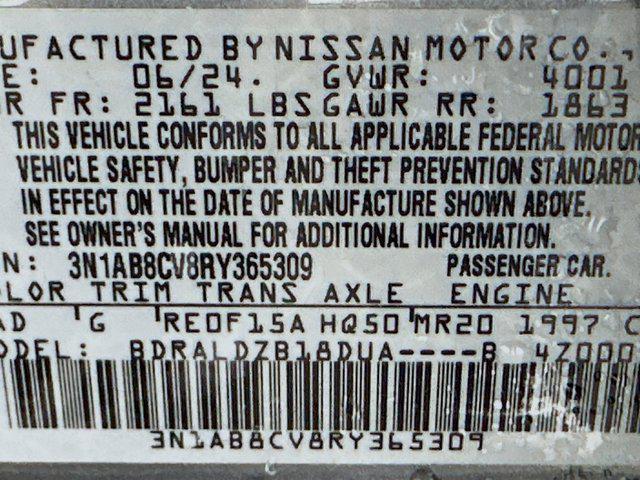 UFACTURED BY NISSAN MOTOR CO.,
E: 06/24. GVWR: 4001
R FR: 2161 LBS GAWR RR: 1863
THIS VEHICLE CONFORMS TO ALL APPLICABLE FEDERAL MOTOR
VEHICLE SAFETY, BUMPER AND THEFT PREVENTION STANDARDS
IN EFFECT ON THE DATE OF MANUFACTURE SHOWN ABOVE.
SEE OWNER'S MANUAL FOR ADDITIONAL INFORMATION.
N: 3N1AB8CV8RY365309 PASSENGER CAR.
OLOR TRIM TRANS AXLE ENGINE
AD G RE0F15A HQ50 MR20 1997 C
ODEL: BDRALDZB18DUA----B 4Z000
3N1AB8CV8RY365309